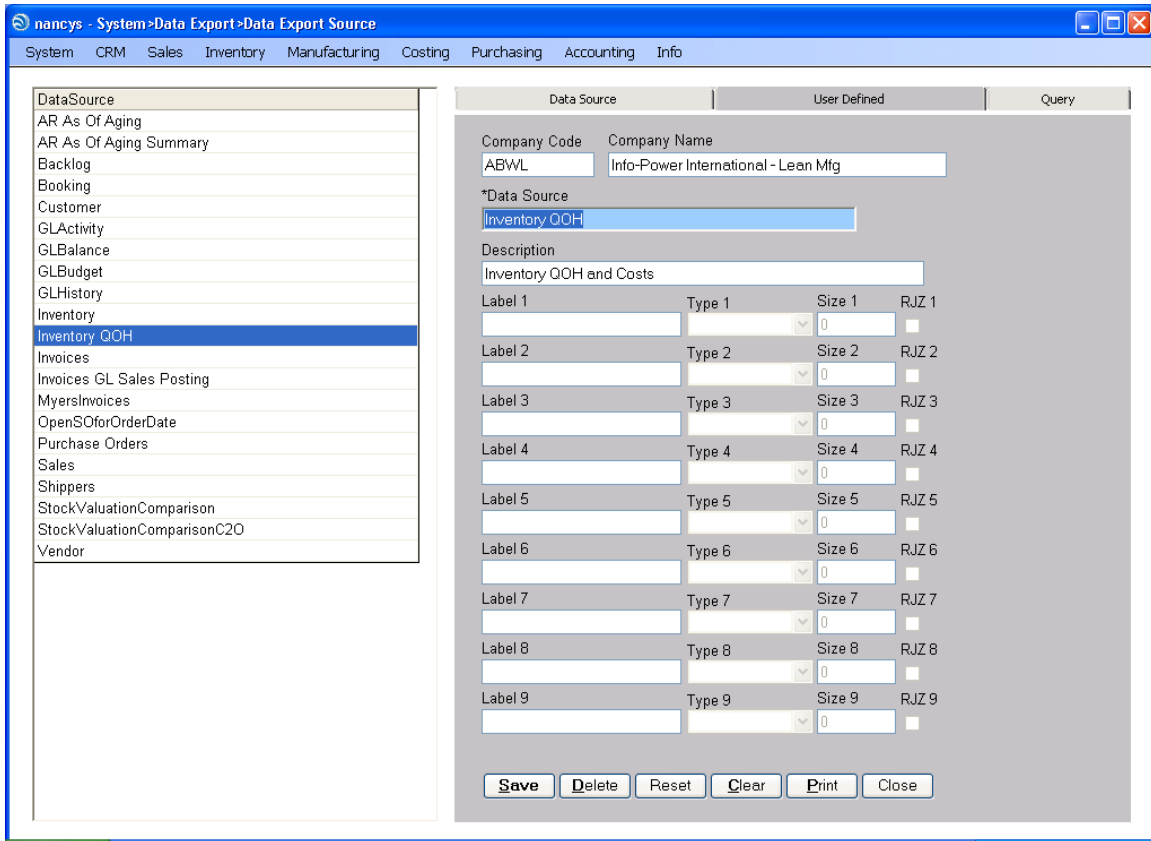 nancys - System>Data Export>Data Export Source
System CRM Sales Inventory Manufacturing Costing Purchasing Accounting Info
DataSource
AR As Of Aging
AR As Of Aging Summary
Backlog
Booking
Customer
GLActivity
GLBalance
GLBudget
GLHistory
Inventory
Inventory QOH
Invoices
Invoices GL Sales Posting
MyersInvoices
OpenSOforOrderDate
Purchase Orders
Sales
Shippers
StockValuationComparison
StockValuationComparisonC2O
Vendor
Data Source User Defined Query
Company Code Company Name
ABWL Info-Power International - Lean Mfg
*Data Source
Inventory QOH
Description
Inventory QOH and Costs
Label 1 Type 1 Size 1 RJZ 1
0
Label 2 Type 2 Size 2 RJZ 2
0
Label 3 Type 3 Size 3 RJZ 3
0
Label 4 Type 4 Size 4 RJZ 4
0
Label 5 Type 5 Size 5 RJZ 5
0
Label 6 Type 6 Size 6 RJZ 6
0
Label 7 Type 7 Size 7 RJZ 7
0
Label 8 Type 8 Size 8 RJZ 8
0
Label 9 Type 9 Size 9 RJZ 9
0
Save Delete Reset Clear Print Close